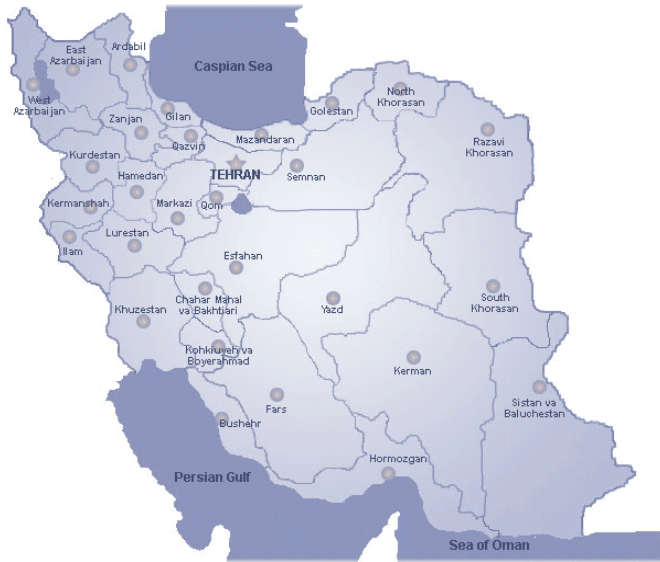 East
Azarbaijan
Ardabil
Caspian Sea
West
Azarbaijan
North
Khorasan
Golestan
Gilan
Zanjan
Mazandaran
Qazvin
Razavi
Khorasan
Kurdestan
TEHRAN
Semnan
Hamedan
Kermanshah
Markazi
Qom
Lurestan
Ilam
Esfahan
Chahar Mahal
va Bakhtiari
Yazd
South
Khorasan
Khuzestan
Kohkiuyeh va
Boyerahmad
Kerman
Fars
Sistan va
Baluchestan
Bushehr
Hormozgan
Persian Gulf
Sea of Oman